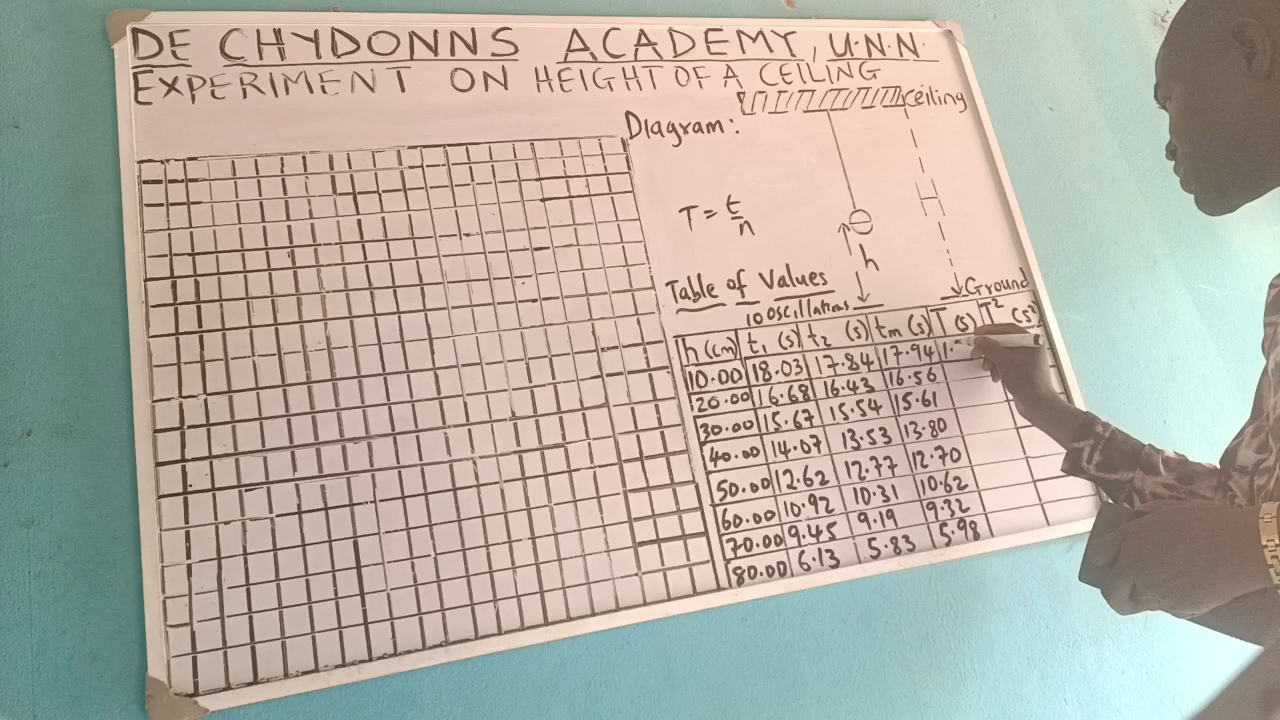 DE CHYDONNS ACADEMY, U.N.N.
EXPERIMENT ON HEIGHT OF A CEILING
Diagram:
ceiling
H
T = t/n
h
Ground
Table of Values
10 oscillations
h(cm) t₁ (s) t₂ (s) tm (s) T (s) T² (s²)
10.00 18.03 17.84 17.94 1.
20.00 16.68 16.43 16.56
30.00 15.67 15.54 15.61
40.00 14.07 13.53 13.80
50.00 12.62 12.77 12.70
60.00 10.92 10.31 10.62
70.00 9.45 9.19 9.32
80.00 6.13 5.83 5.98